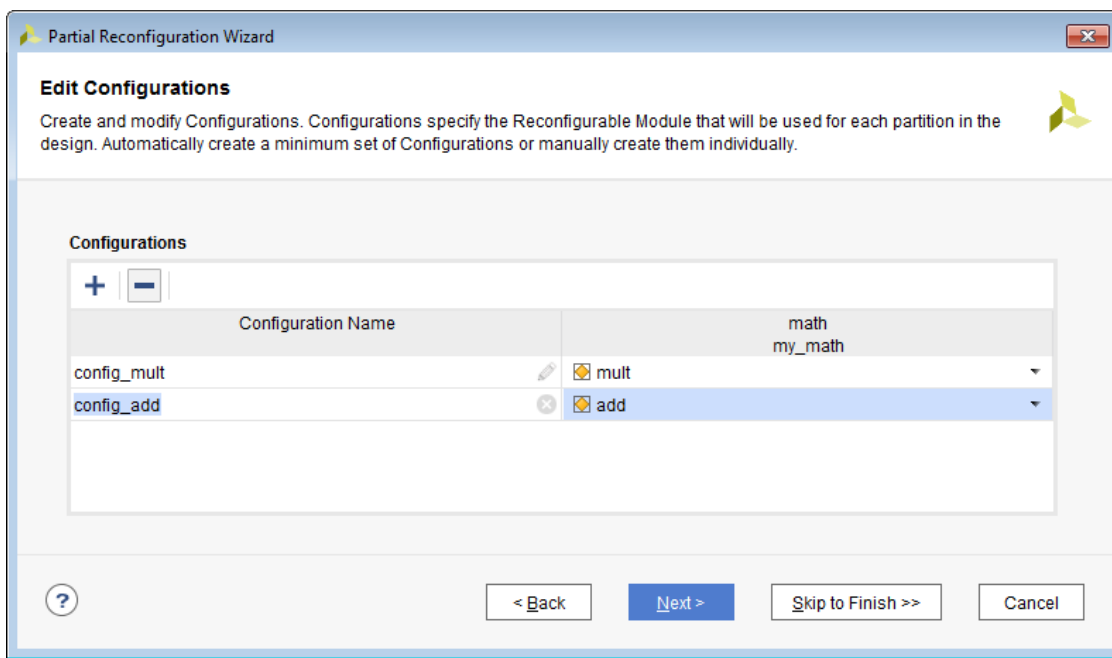 Partial Reconfiguration Wizard
Edit Configurations
Create and modify Configurations. Configurations specify the Reconfigurable Module that will be used for each partition in the
design. Automatically create a minimum set of Configurations or manually create them individually.
Configurations
Configuration Name
math
my_math
config_mult
mult
config_add
add
?
< Back
Next >
Skip to Finish >>
Cancel